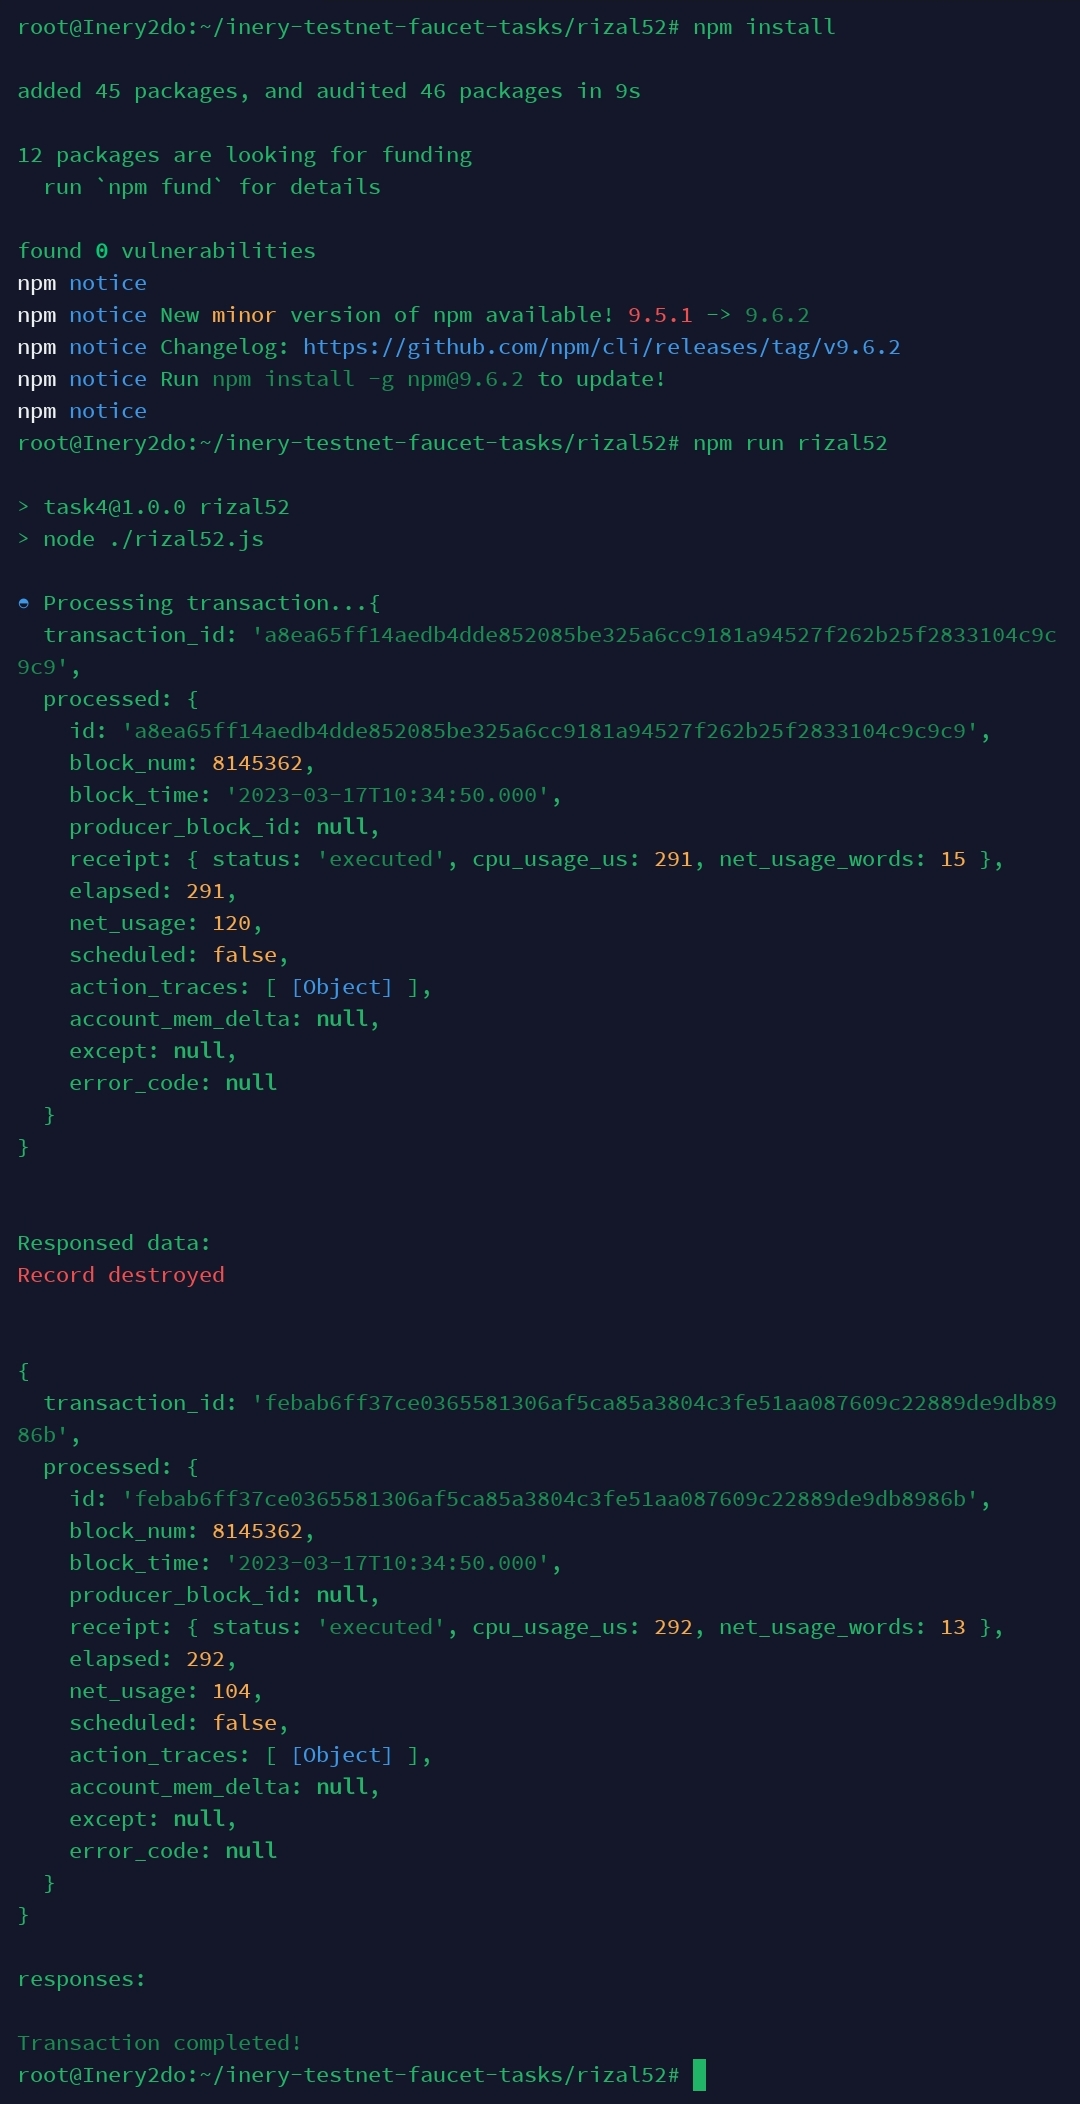 root@Inery2do:~/inery-testnet-faucet-tasks/rizal52# npm install
added 45 packages, and audited 46 packages in 9s
12 packages are looking for funding
  run `npm fund` for details
found 0 vulnerabilities
npm notice
npm notice New minor version of npm available! 9.5.1 -> 9.6.2
npm notice Changelog: https://github.com/npm/cli/releases/tag/v9.6.2
npm notice Run npm install -g npm@9.6.2 to update!
npm notice
root@Inery2do:~/inery-testnet-faucet-tasks/rizal52# npm run rizal52
> task4@1.0.0 rizal52
> node ./rizal52.js
Processing transaction...{
  transaction_id: 'a8ea65ff14aedb4dde852085be325a6cc9181a94527f262b25f2833104c9c
9c9',
  processed: {
    id: 'a8ea65ff14aedb4dde852085be325a6cc9181a94527f262b25f2833104c9c9c9',
    block_num: 8145362,
    block_time: '2023-03-17T10:34:50.000',
    producer_block_id: null,
    receipt: { status: 'executed', cpu_usage_us: 291, net_usage_words: 15 },
    elapsed: 291,
    net_usage: 120,
    scheduled: false,
    action_traces: [ [Object] ],
    account_mem_delta: null,
    except: null,
    error_code: null
  }
}
Responsed data:
Record destroyed
{
  transaction_id: 'febab6ff37ce0365581306af5ca85a3804c3fe51aa087609c22889de9db89
86b',
  processed: {
    id: 'febab6ff37ce0365581306af5ca85a3804c3fe51aa087609c22889de9db8986b',
    block_num: 8145362,
    block_time: '2023-03-17T10:34:50.000',
    producer_block_id: null,
    receipt: { status: 'executed', cpu_usage_us: 292, net_usage_words: 13 },
    elapsed: 292,
    net_usage: 104,
    scheduled: false,
    action_traces: [ [Object] ],
    account_mem_delta: null,
    except: null,
    error_code: null
  }
}
responses:
Transaction completed!
root@Inery2do:~/inery-testnet-faucet-tasks/rizal52#